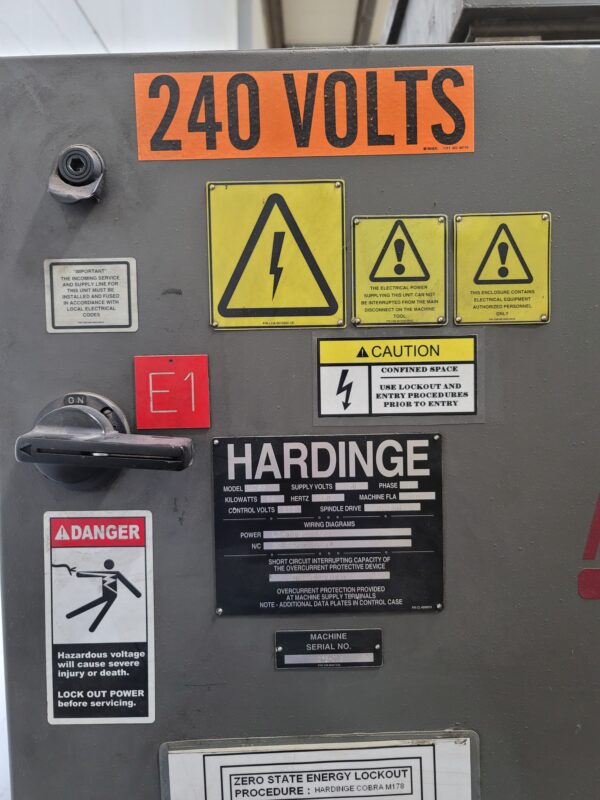 240 VOLTS
"IMPORTANT"
THE INCOMING SERVICE
AND SUPPLY LINE FOR
THIS UNIT MUST BE
INSTALLED AND FUSED
IN ACCORDANCE WITH
LOCAL ELECTRICAL
CODES
THE ELECTRICAL POWER
SUPPLYING THIS UNIT CAN NOT
BE INTERRUPTED FROM THE MAIN
DISCONNECT ON THE MACHINE
TOOL.
THIS ENCLOSURE CONTAINS
ELECTRICAL EQUIPMENT
AUTHORIZED PERSONNEL
ONLY
CAUTION
CONFINED SPACE
USE LOCKOUT AND
ENTRY PROCEDURES
PRIOR TO ENTRY
E1
ON
HARDINGE
MODEL SUPPLY VOLTS PHASE
KILOWATTS HERTZ MACHINE FLA
CONTROL VOLTS SPINDLE DRIVE
WIRING DIAGRAMS
POWER
N/C
SHORT CIRCUIT INTERRUPTING CAPACITY OF
THE OVERCURRENT PROTECTIVE DEVICE
OVERCURRENT PROTECTION PROVIDED
AT MACHINE SUPPLY TERMINALS
NOTE - ADDITIONAL DATA PLATES IN CONTROL CASE
DANGER
Hazardous voltage
will cause severe
injury or death.
LOCK OUT POWER
before servicing.
MACHINE
SERIAL NO.
ZERO STATE ENERGY LOCKOUT
PROCEDURE : HARDINGE COBRA M178